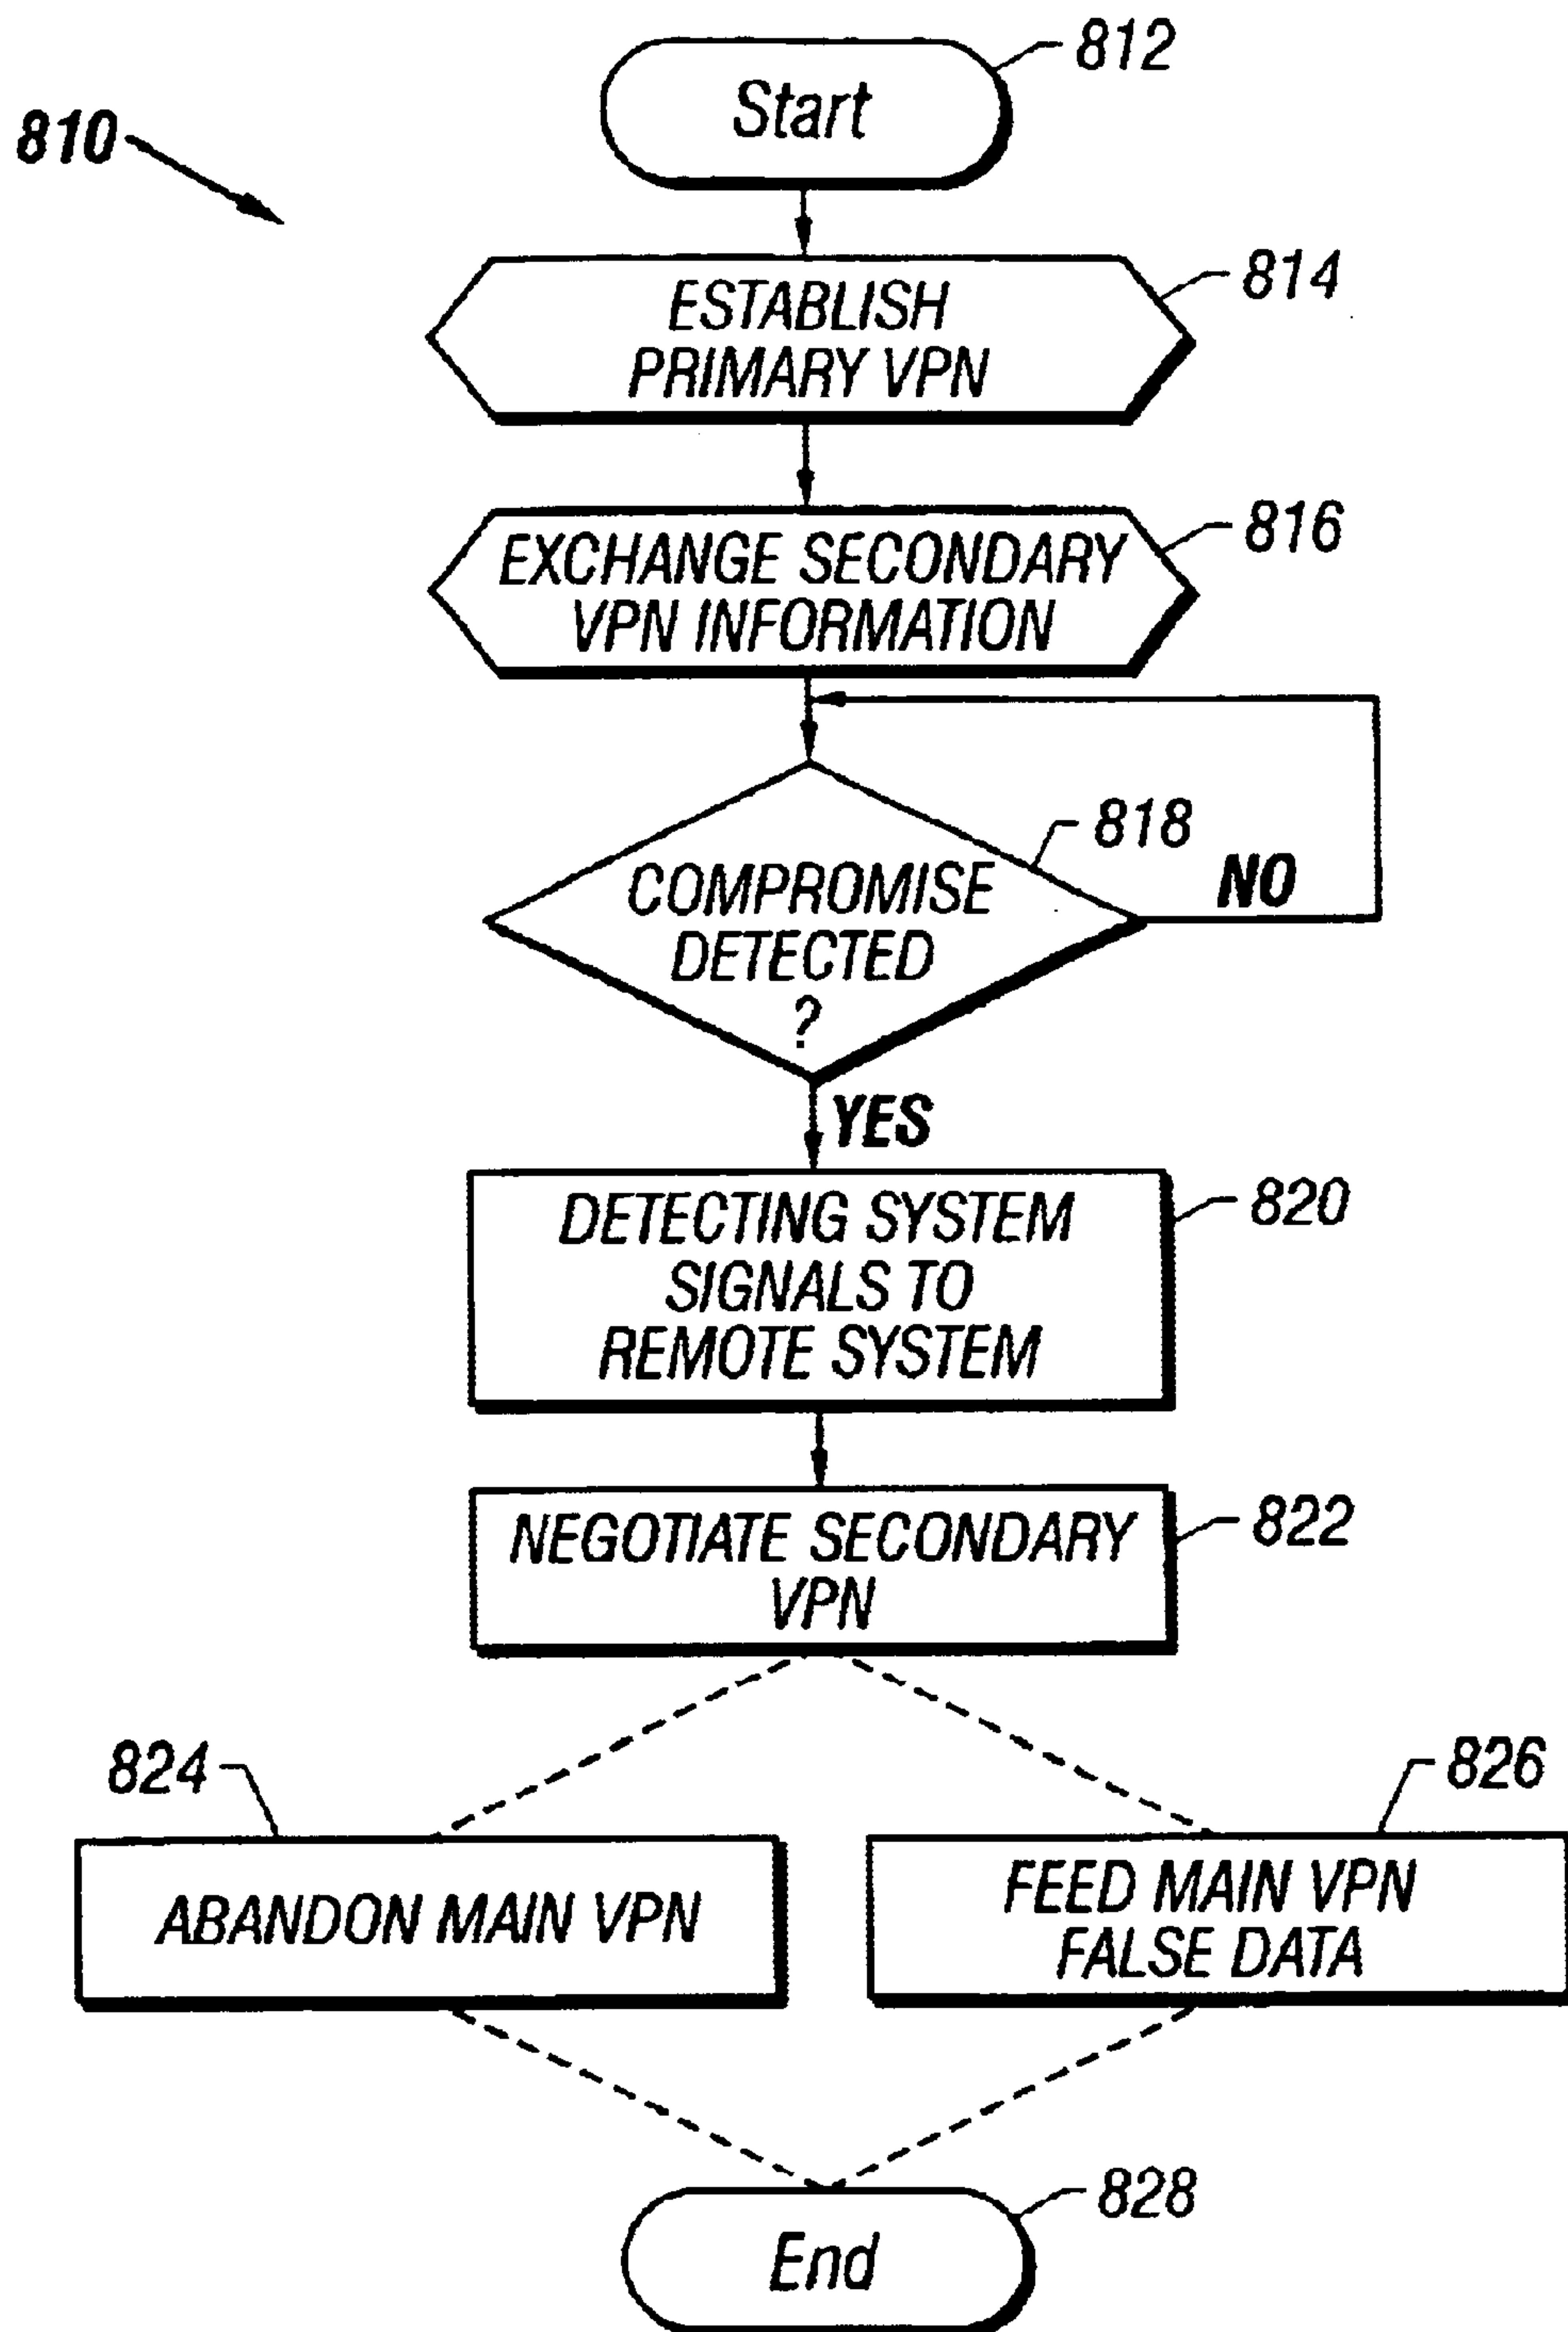 812
Start
810
814
ESTABLISH
PRIMARY VPN
816
EXCHANGE SECONDARY
VPN INFORMATION
818
NO
COMPROMISE
DETECTED
?
YES
820
DETECTING SYSTEM
SIGNALS TO
REMOTE SYSTEM
822
NEGOTIATE SECONDARY
VPN
824
826
ABANDON MAIN VPN
FEED MAIN VPN
FALSE DATA
828
End